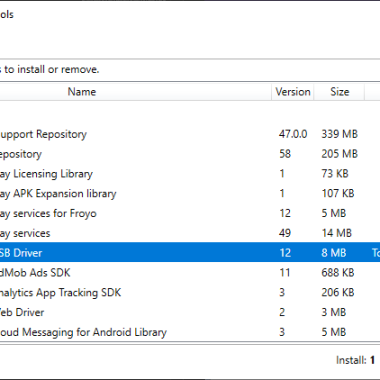 ols
s to install or remove.
Name Version Size
upport Repository 47.0.0 339 MB
epository 58 205 MB
ay Licensing Library 1 73 KB
ay APK Expansion library 1 107 KB
ay services for Froyo 12 5 MB
ay services 49 14 MB
SB Driver 12 8 MB To
dMob Ads SDK 11 688 KB
nalytics App Tracking SDK 3 206 KB
eb Driver 2 3 MB
oud Messaging for Android Library 3 5 MB
Install: 1